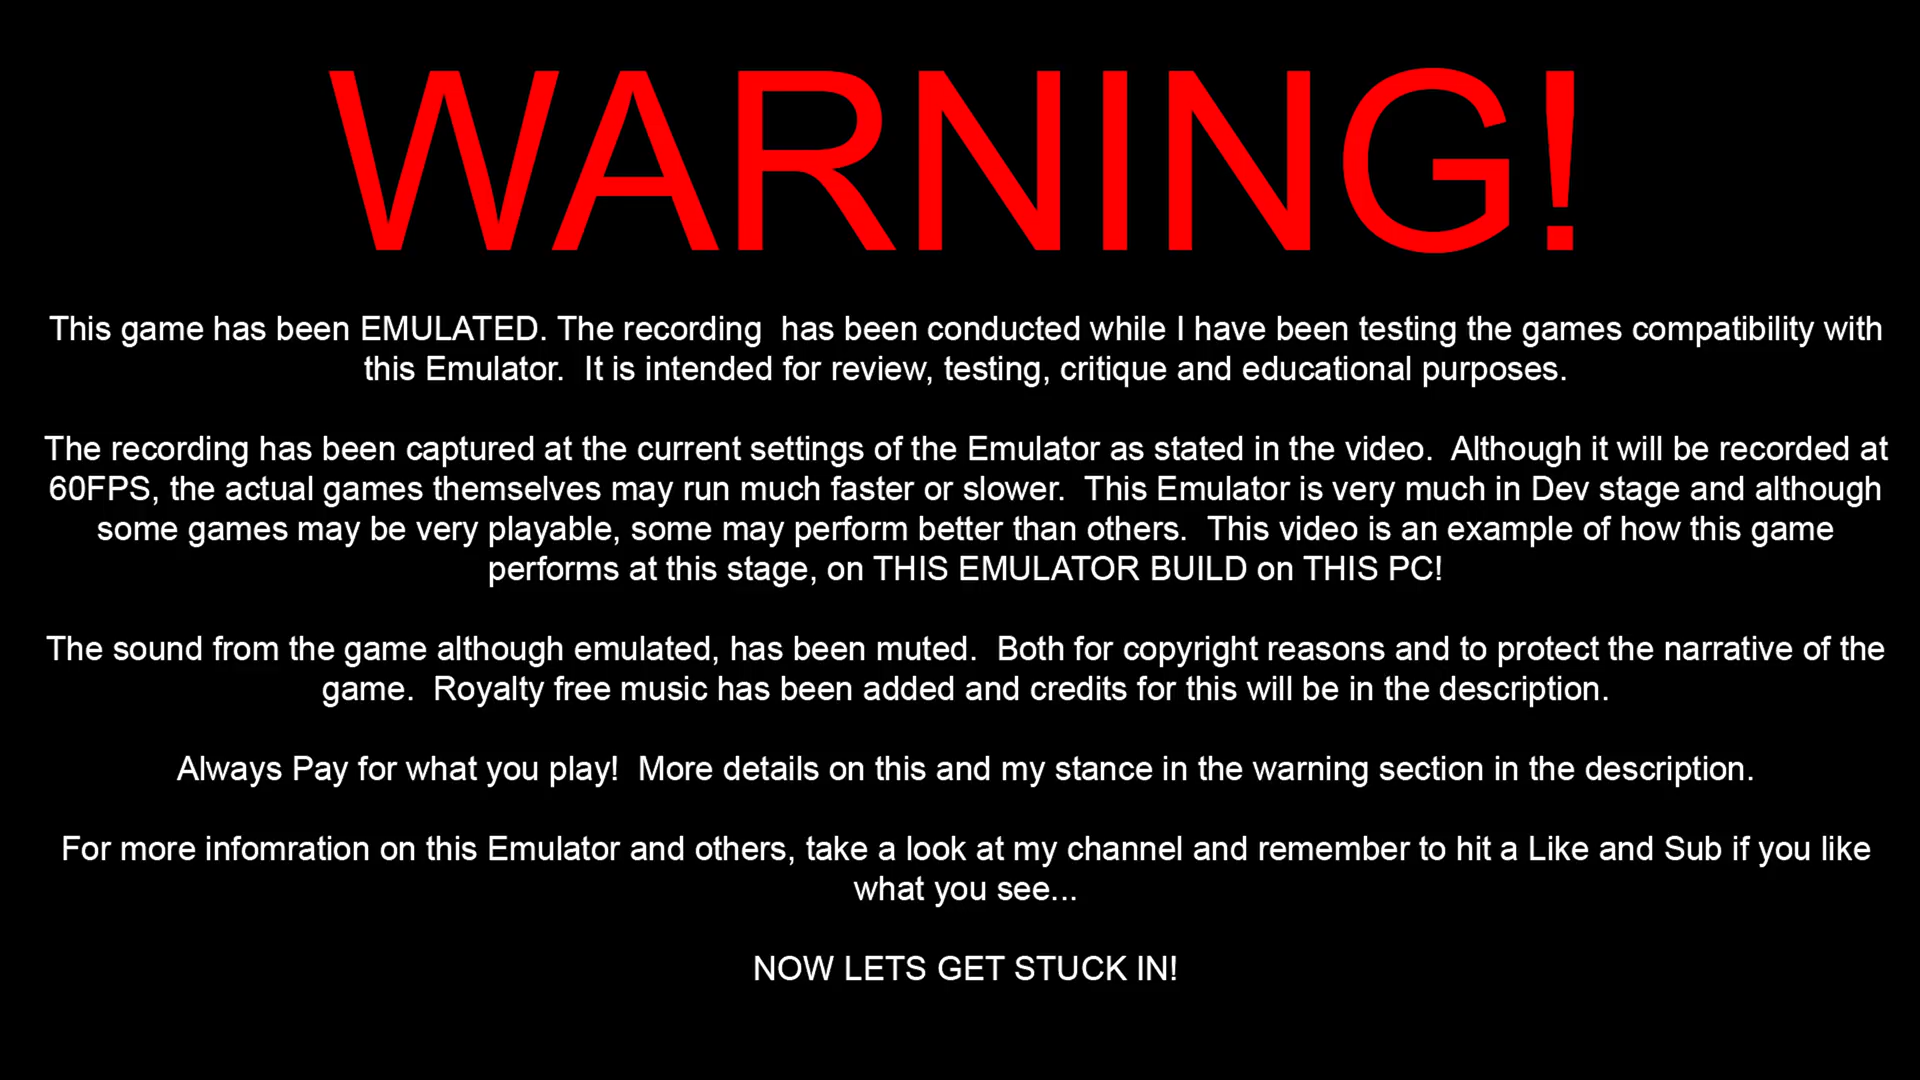 WARNING!
This game has been EMULATED. The recording  has been conducted while I have been testing the games compatibility with
this Emulator.  It is intended for review, testing, critique and educational purposes.
The recording has been captured at the current settings of the Emulator as stated in the video.  Although it will be recorded at
60FPS, the actual games themselves may run much faster or slower.  This Emulator is very much in Dev stage and although
some games may be very playable, some may perform better than others.  This video is an example of how this game
performs at this stage, on THIS EMULATOR BUILD on THIS PC!
The sound from the game although emulated, has been muted.  Both for copyright reasons and to protect the narrative of the
game.  Royalty free music has been added and credits for this will be in the description.
Always Pay for what you play!  More details on this and my stance in the warning section in the description.
For more infomration on this Emulator and others, take a look at my channel and remember to hit a Like and Sub if you like
what you see...
NOW LETS GET STUCK IN!